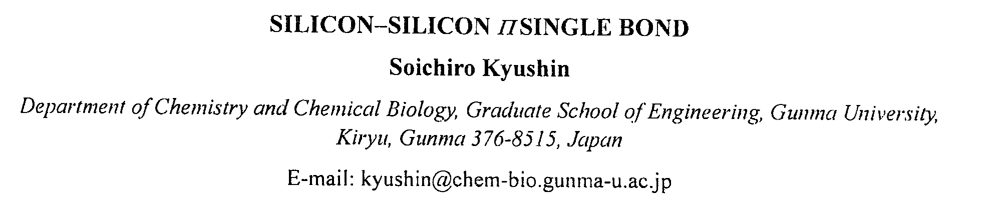 SILICON–SILICON Π SINGLE BOND
Soichiro Kyushin
Department of Chemistry and Chemical Biology, Graduate School of Engineering, Gunma University,
Kiryu, Gunma 376-8515, Japan
E-mail: kyushin@chem-bio.gunma-u.ac.jp